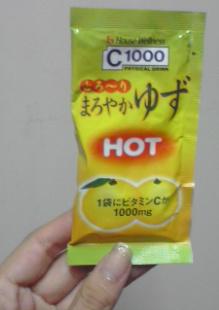 House Wellness
C1000
PHYSICAL DRINK
とろ〜り
まろやかゆず
HOT
1袋にビタミンCが
1000mg